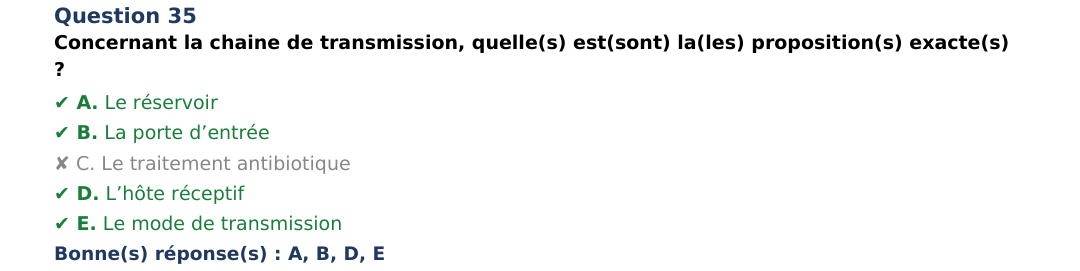 Question 35
Concernant la chaine de transmission, quelle(s) est(sont) la(les) proposition(s) exacte(s)
?
✔ A. Le réservoir
✔ B. La porte d’entrée
✘ C. Le traitement antibiotique
✔ D. L’hôte réceptif
✔ E. Le mode de transmission
Bonne(s) réponse(s) : A, B, D, E